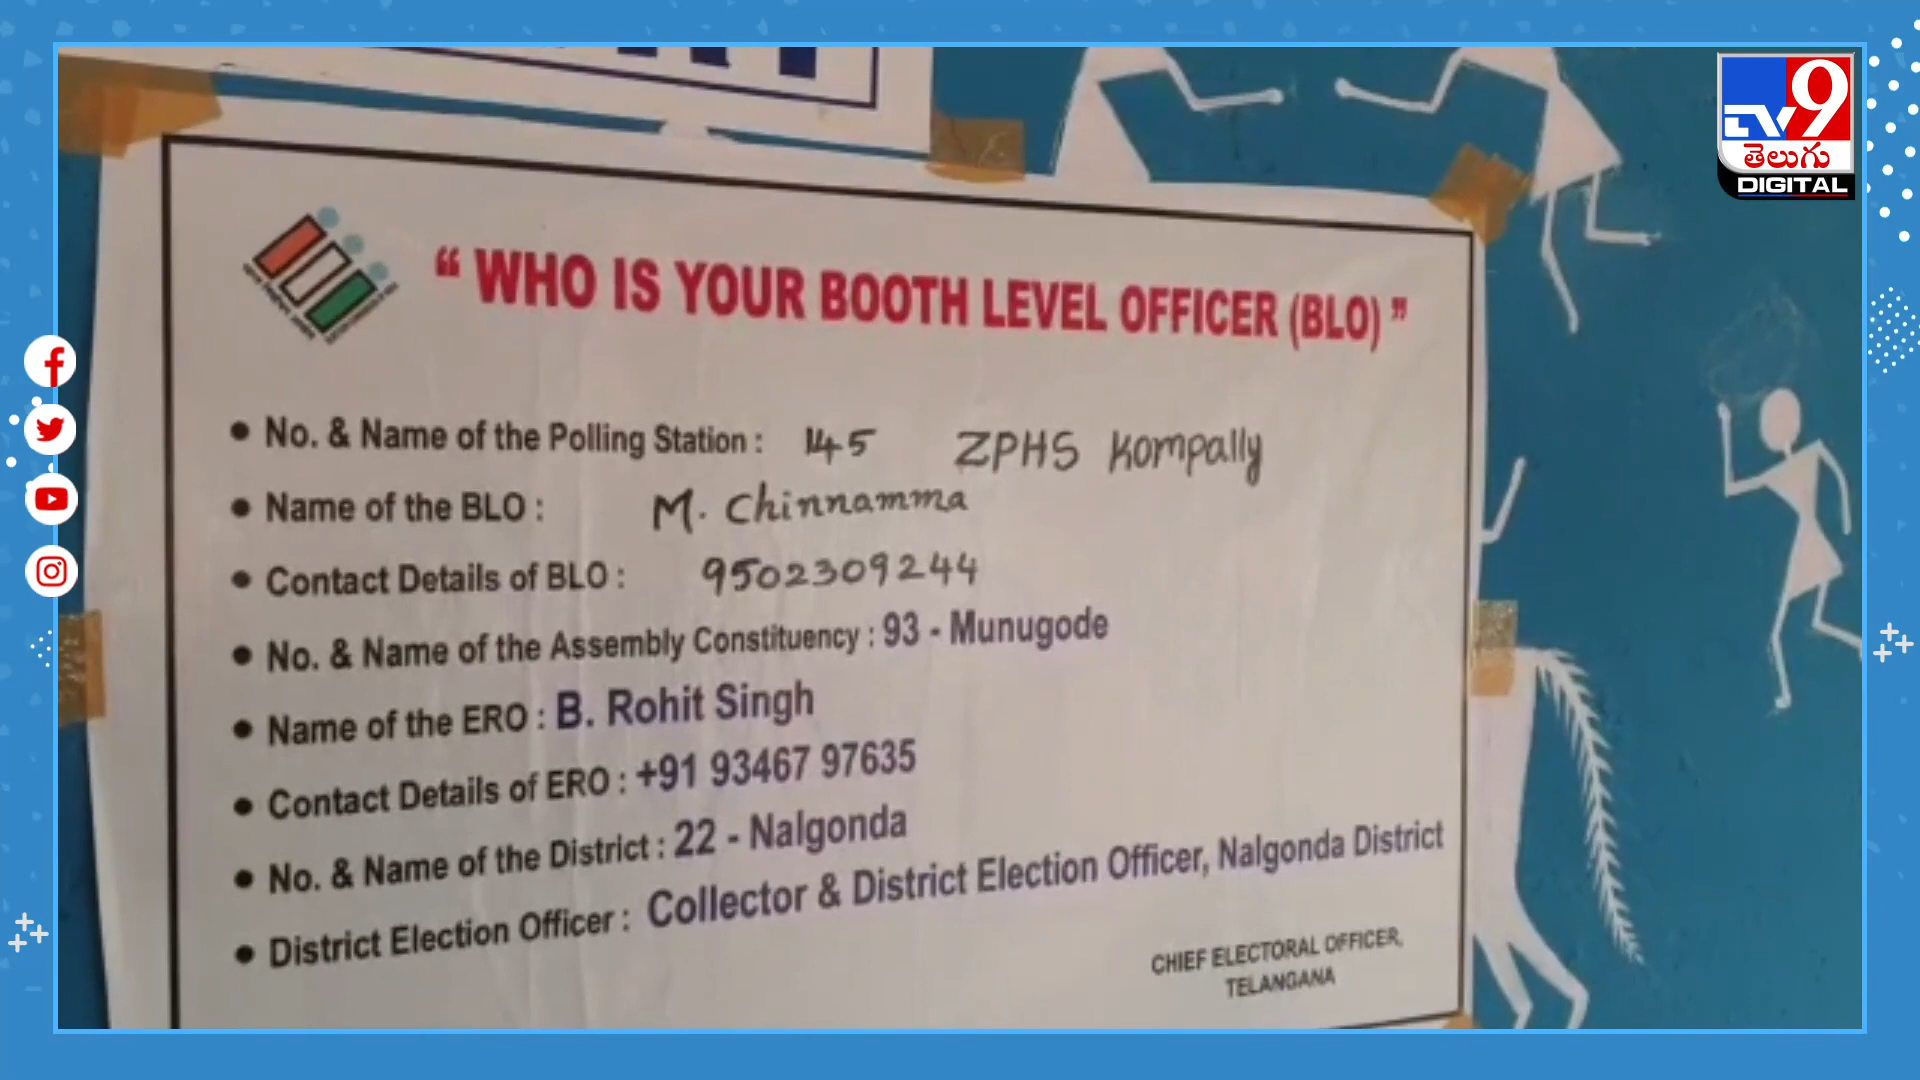 TV9
తెలుగు
DIGITAL
“ WHO IS YOUR BOOTH LEVEL OFFICER (BLO) ”
• No. & Name of the Polling Station : 145 ZPHS Kompally
• Name of the BLO : M. Chinnamma
• Contact Details of BLO : 9502309244
• No. & Name of the Assembly Constituency : 93 - Munugode
• Name of the ERO : B. Rohit Singh
• Contact Details of ERO : +91 93467 97635
• No. & Name of the District : 22 - Nalgonda
• District Election Officer : Collector & District Election Officer, Nalgonda District
CHIEF ELECTORAL OFFICER,
TELANGANA